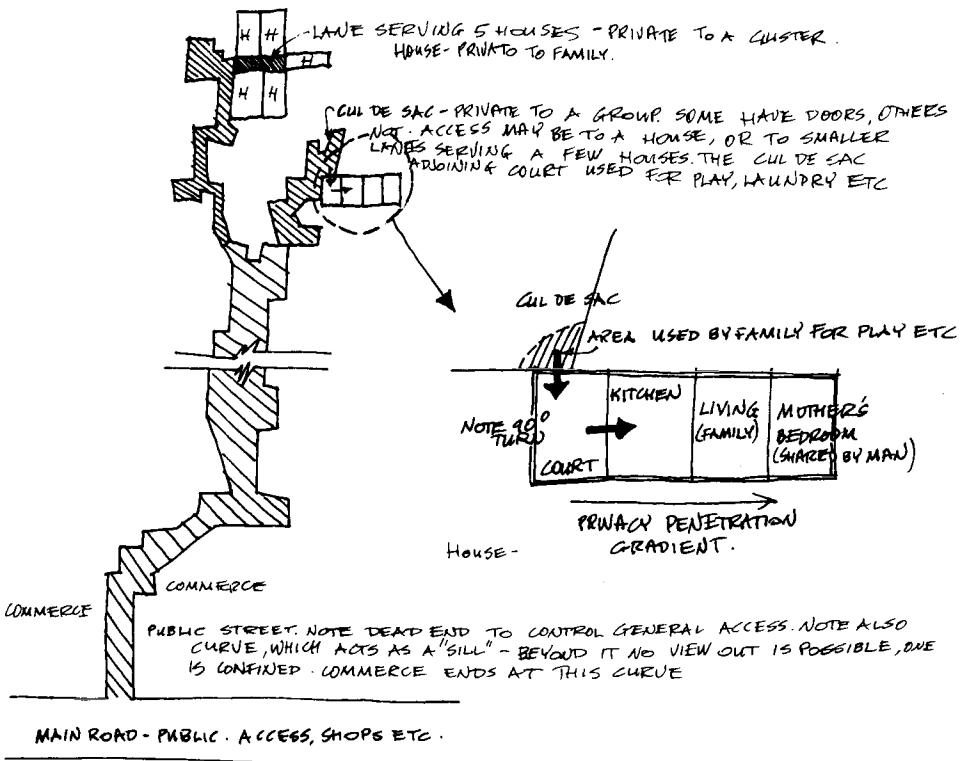 H H
LANE SERVING 5 HOUSES - PRIVATE TO A CLUSTER.
HOUSE - PRIVATE TO FAMILY.
H
H H
CUL DE SAC - PRIVATE TO A GROUP. SOME HAVE DOORS, OTHERS
NOT. ACCESS MAY BE TO A HOUSE, OR TO SMALLER
LANES SERVING A FEW HOUSES. THE CUL DE SAC
ADJOINING COURT USED FOR PLAY, LAUNDRY ETC
CUL DE SAC
AREA USED BY FAMILY FOR PLAY ETC
NOTE 90°
TURN
COURT
KITCHEN
LIVING
(FAMILY)
MOTHER'S
BEDROOM
(SHARED BY MAN)
PRIVACY PENETRATION
GRADIENT.
HOUSE -
COMMERCE
COMMERCE
PUBLIC STREET. NOTE DEAD END TO CONTROL GENERAL ACCESS. NOTE ALSO
CURVE, WHICH ACTS AS A "SILL" - BEYOND IT NO VIEW OUT IS POSSIBLE, ONE
IS CONFINED. COMMERCE ENDS AT THIS CURVE
MAIN ROAD - PUBLIC. ACCESS, SHOPS ETC.